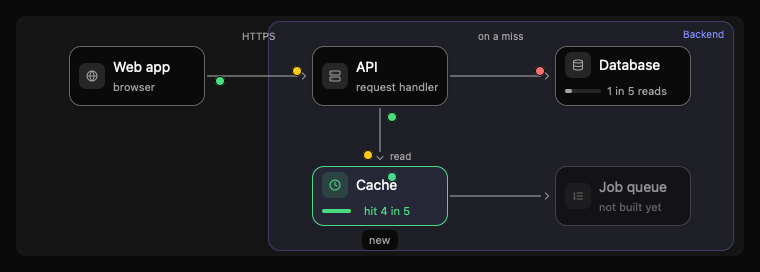 HTTPS
on a miss
Backend
Web app
browser
API
request handler
Database
1 in 5 reads
read
Cache
hit 4 in 5
new
Job queue
not built yet